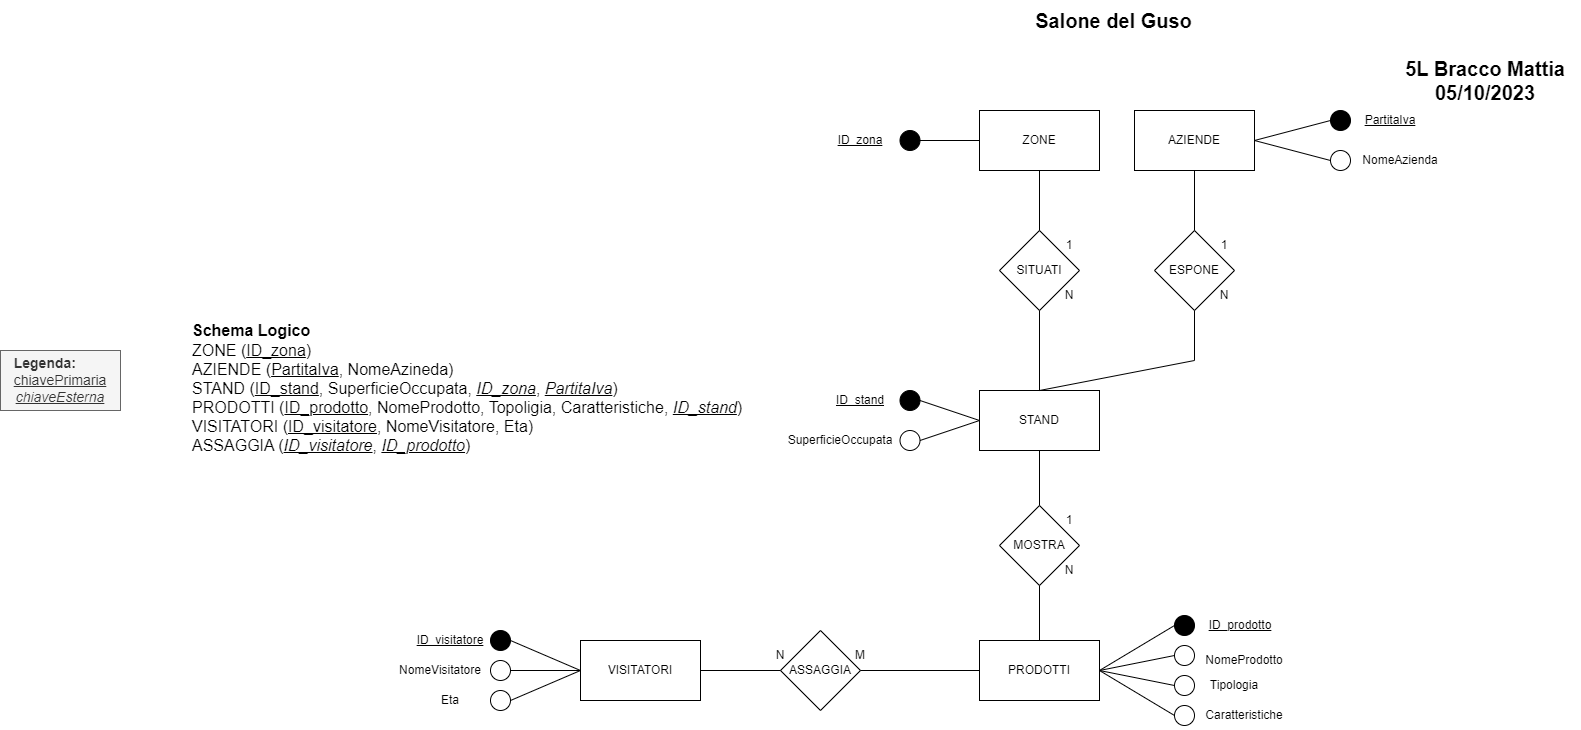 Salone del Guso
5L Bracco Mattia
05/10/2023
ID_zona
ZONE
AZIENDE
PartitaIva
NomeAzienda
1
SITUATI
N
1
ESPONE
N
Schema Logico
ZONE (ID_zona)
AZIENDE (PartitaIva, NomeAzineda)
STAND (ID_stand, SuperficieOccupata, ID_zona, PartitaIva)
PRODOTTI (ID_prodotto, NomeProdotto, Topoligia, Caratteristiche, ID_stand)
VISITATORI (ID_visitatore, NomeVisitatore, Eta)
ASSAGGIA (ID_visitatore, ID_prodotto)
Legenda:
chiavePrimaria
chiaveEsterna
ID_stand
SuperficieOccupata
STAND
1
MOSTRA
N
ID_visitatore
NomeVisitatore
Eta
VISITATORI
N
ASSAGGIA
M
PRODOTTI
ID_prodotto
NomeProdotto
Tipologia
Caratteristiche